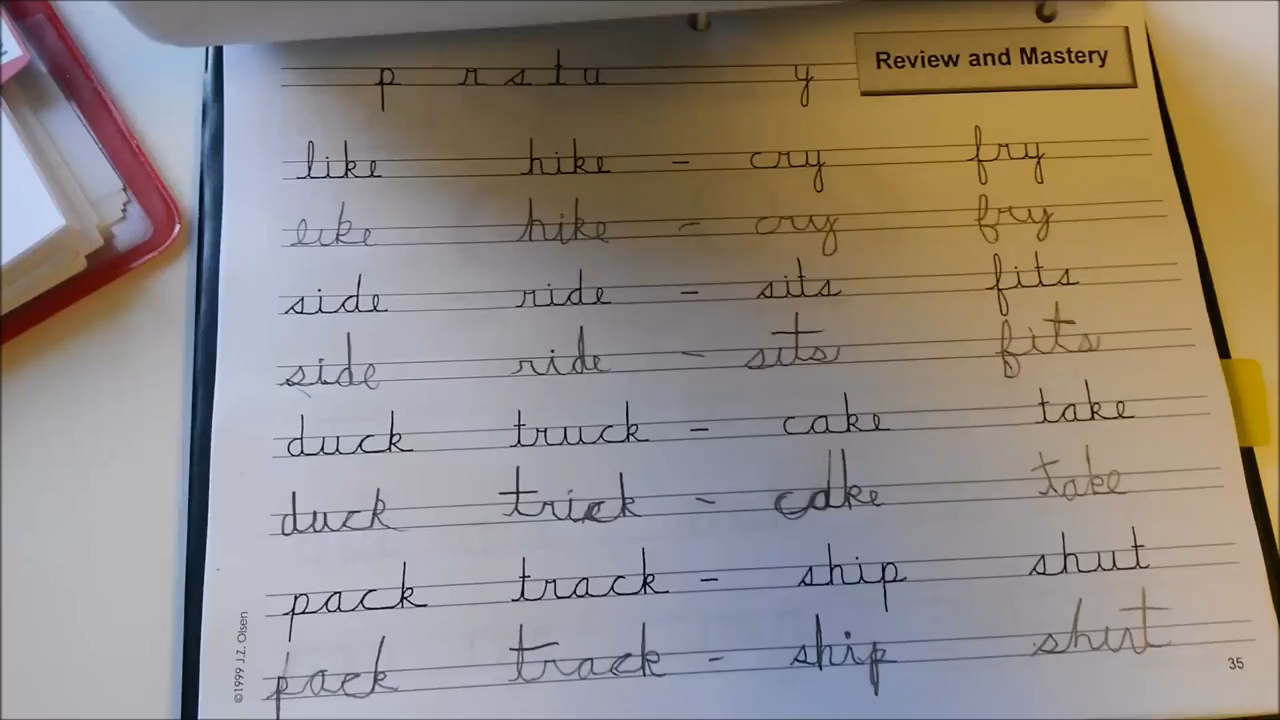 Review and Mastery
p r s t u y
like hike - cry fry
like hike - cry fry
side ride - sits fits
side ride - sits fits
duck truck - cake take
duck trick - cake take
pack track - ship shut
pack track - ship shut
©1999 J.Z. Olsen
35